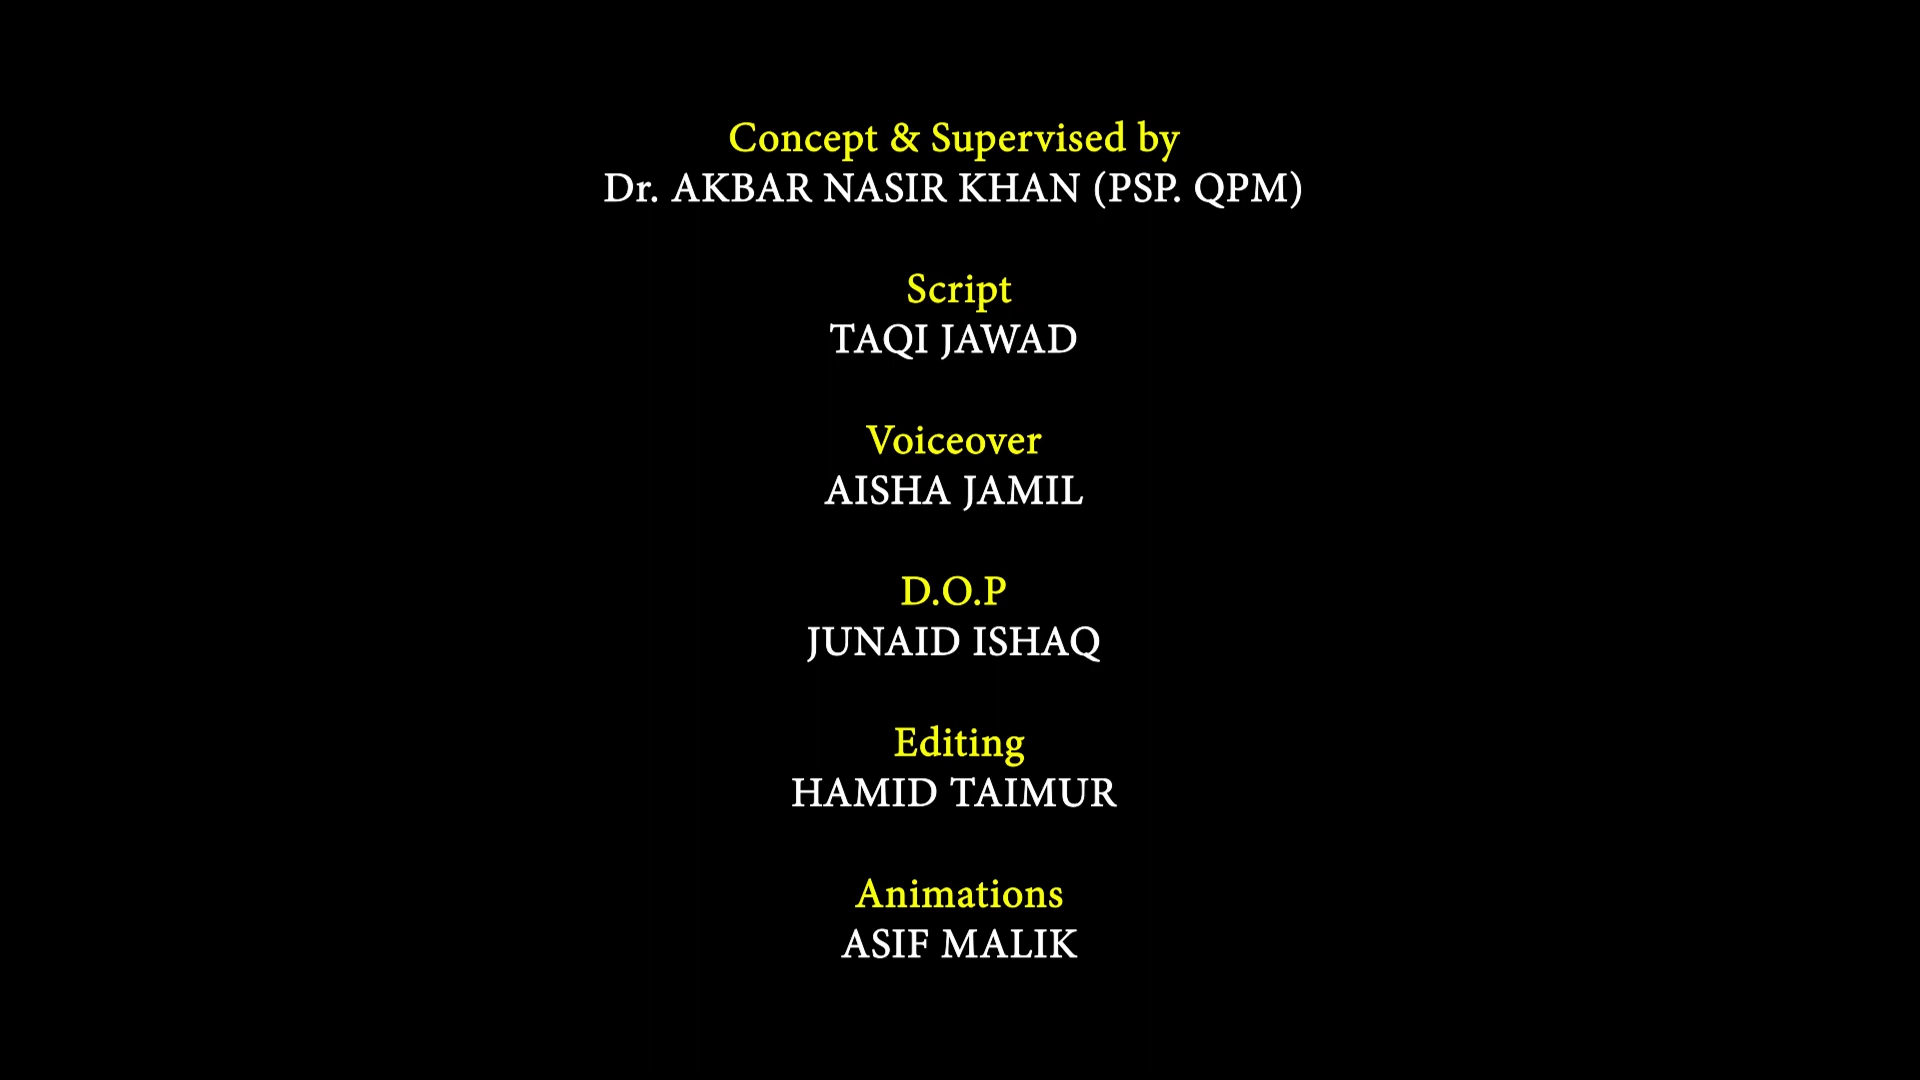 Concept & Supervised by
Dr. AKBAR NASIR KHAN (PSP. QPM)
Script
TAQI JAWAD
Voiceover
AISHA JAMIL
D.O.P
JUNAID ISHAQ
Editing
HAMID TAIMUR
Animations
ASIF MALIK